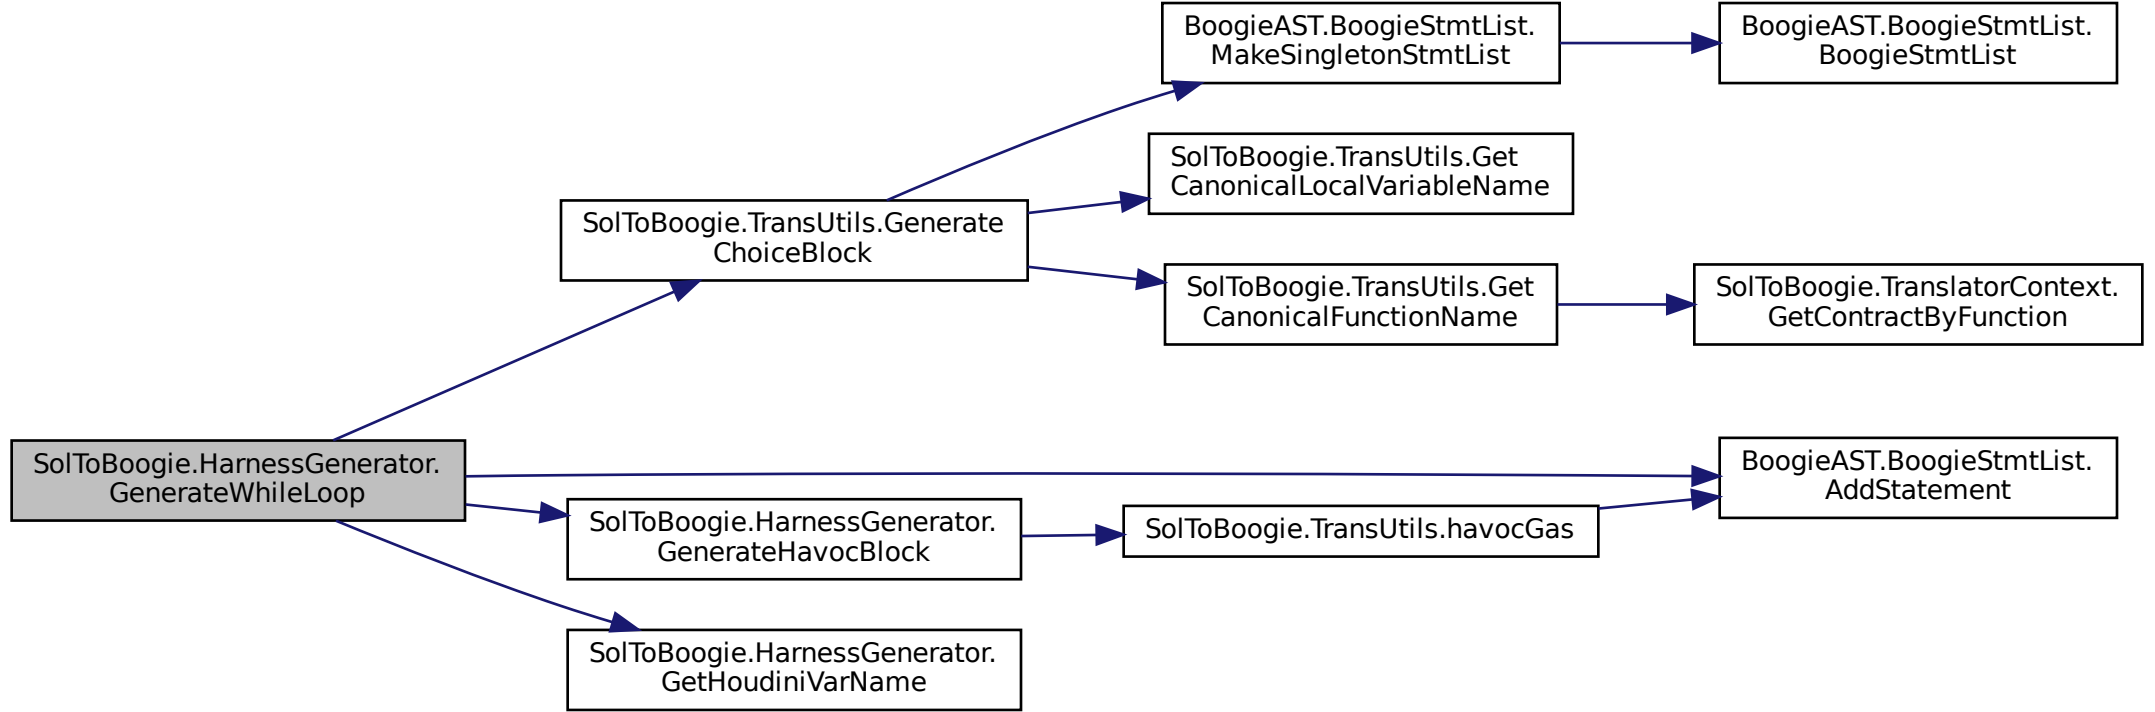 BoogieAST.BoogieStmtList.
MakeSingletonStmtList
BoogieAST.BoogieStmtList.
BoogieStmtList
SolToBoogie.TransUtils.Get
CanonicalLocalVariableName
SolToBoogie.TransUtils.Generate
ChoiceBlock
SolToBoogie.TransUtils.Get
CanonicalFunctionName
SolToBoogie.TranslatorContext.
GetContractByFunction
SolToBoogie.HarnessGenerator.
GenerateWhileLoop
BoogieAST.BoogieStmtList.
AddStatement
SolToBoogie.HarnessGenerator.
GenerateHavocBlock
SolToBoogie.TransUtils.havocGas
SolToBoogie.HarnessGenerator.
GetHoudiniVarName